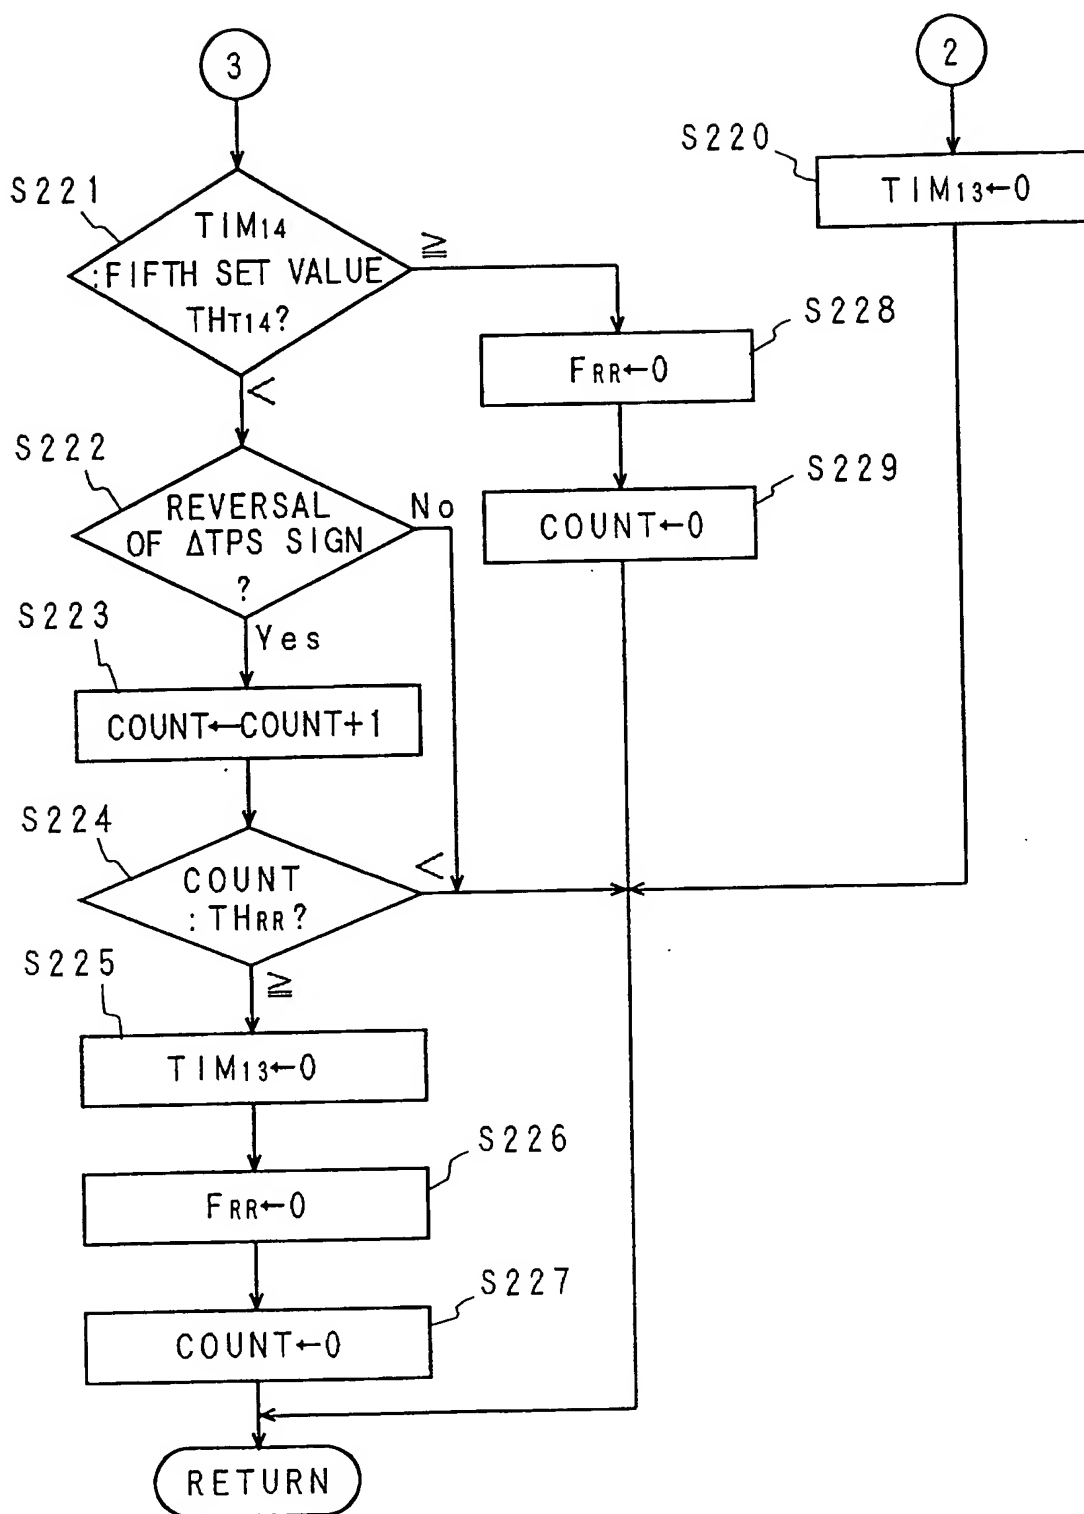 3
2
S220
TIM13←0
S221
TIM14
:FIFTH SET VALUE
THT14?
≧
<
S228
FRR←0
S222
REVERSAL
OF ΔTPS SIGN
?
No
Yes
S229
COUNT←0
S223
COUNT←COUNT+1
S224
COUNT
:THRR?
<
≧
S225
TIM13←0
S226
FRR←0
S227
COUNT←0
RETURN